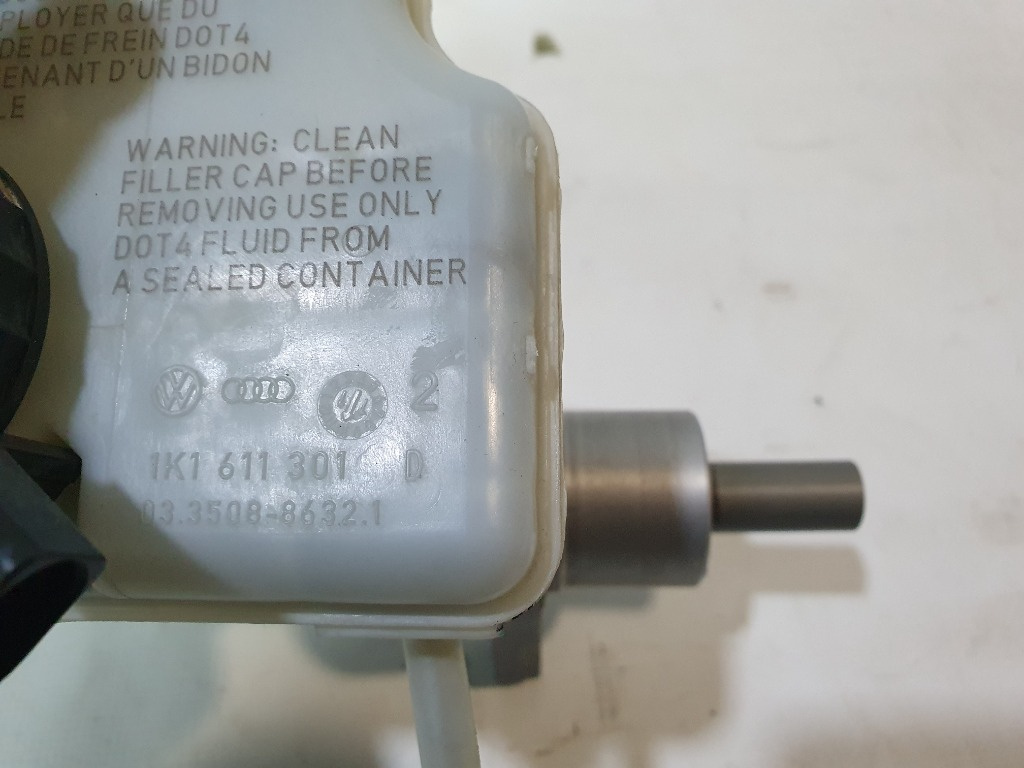 PLOYER QUE DU
DE DE FREIN DOT4
ENANT D'UN BIDON
LE
WARNING: CLEAN
FILLER CAP BEFORE
REMOVING USE ONLY
DOT4 FLUID FROM
A SEALED CONTAINER
2
1K1 611 301 D
03.3508-8632.1